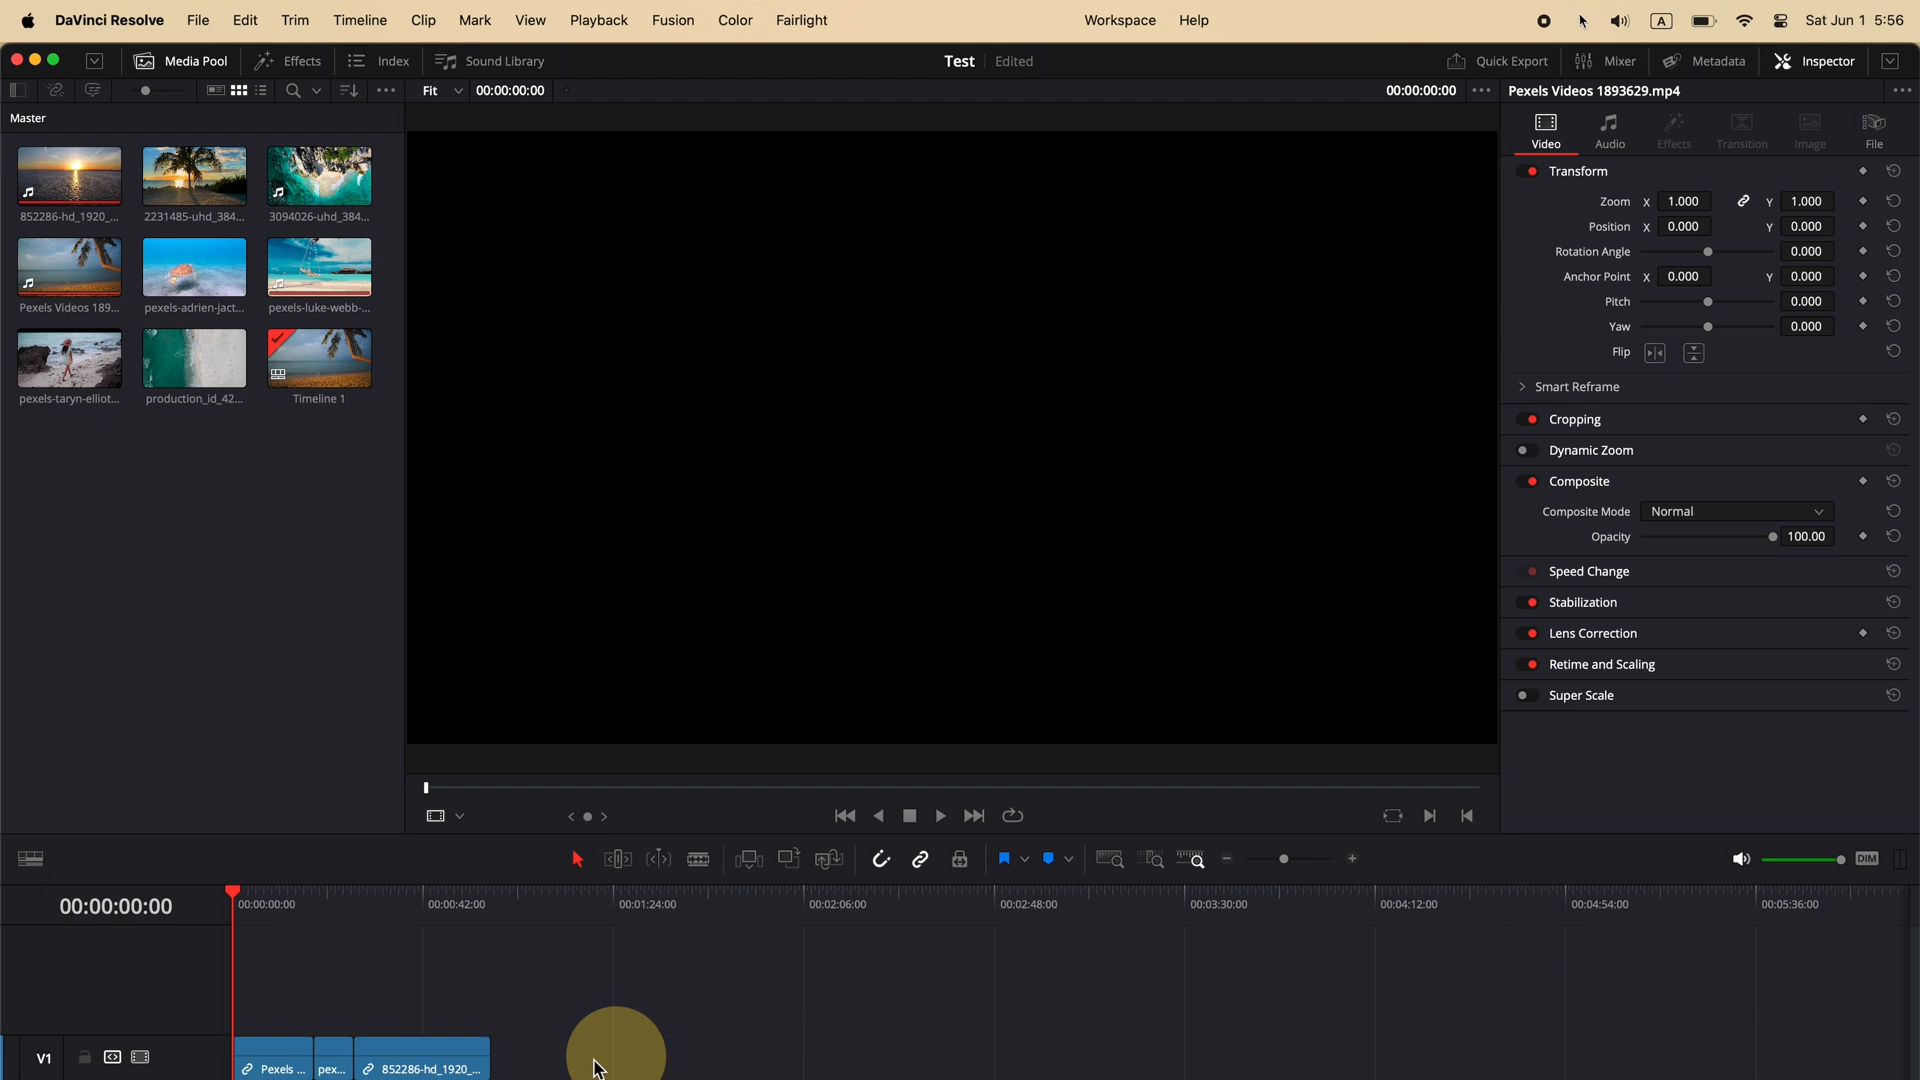 DaVinci Resolve File Edit Trim Timeline Clip Mark View Playback Fusion Color Fairlight Workspace Help A Sat Jun 1 5:56
Media Pool Effects Index Sound Library Test Edited Quick Export Mixer Metadata Inspector
Fit 00:00:00:00 00:00:00:00 Pexels Videos 1893629.mp4
Master
Video Audio Effects Transition Image File
Transform
852286-hd_1920_... 2231485-uhd_384... 3094026-uhd_384...
Zoom X 1.000 Y 1.000
Position X 0.000 Y 0.000
Rotation Angle 0.000
Anchor Point X 0.000 Y 0.000
Pexels Videos 189... pexels-adrien-jact... pexels-luke-webb-...
Pitch 0.000
Yaw 0.000
Flip
pexels-taryn-elliot... production_id_42... Timeline 1
Smart Reframe
Cropping
Dynamic Zoom
Composite
Composite Mode Normal
Opacity 100.00
Speed Change
Stabilization
Lens Correction
Retime and Scaling
Super Scale
DIM
00:00:00:00 00:00:00:00 00:00:42:00 00:01:24:00 00:02:06:00 00:02:48:00 00:03:30:00 00:04:12:00 00:04:54:00 00:05:36:00
V1
Pexels ... pex... 852286-hd_1920_...